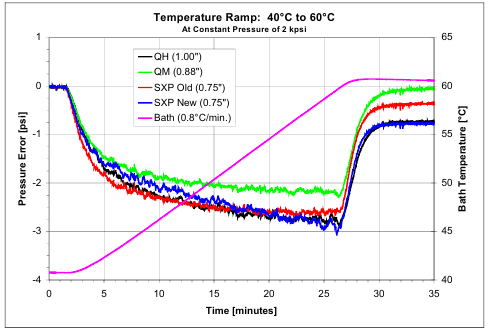 Temperature Ramp: 40°C to 60°C
At Constant Pressure of 2 kpsi
QH (1.00")
QM (0.88")
SXP Old (0.75")
SXP New (0.75")
Bath (0.8°C/min.)
Pressure Error [psi]
1
0
-1
-2
-3
-4
Bath Temperature [°C]
65
60
55
50
45
40
0 5 10 15 20 25 30 35
Time [minutes]